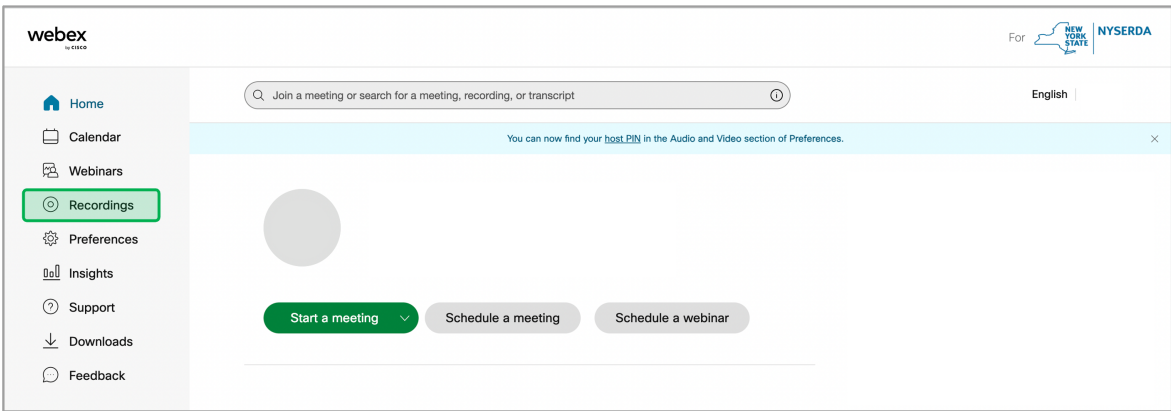 webex
by CISCO
For
NEW
YORK
STATE
NYSERDA
Home
Calendar
Webinars
Recordings
Preferences
Insights
Support
Downloads
Feedback
Join a meeting or search for a meeting, recording, or transcript
English
You can now find your host PIN in the Audio and Video section of Preferences.
Start a meeting
Schedule a meeting
Schedule a webinar